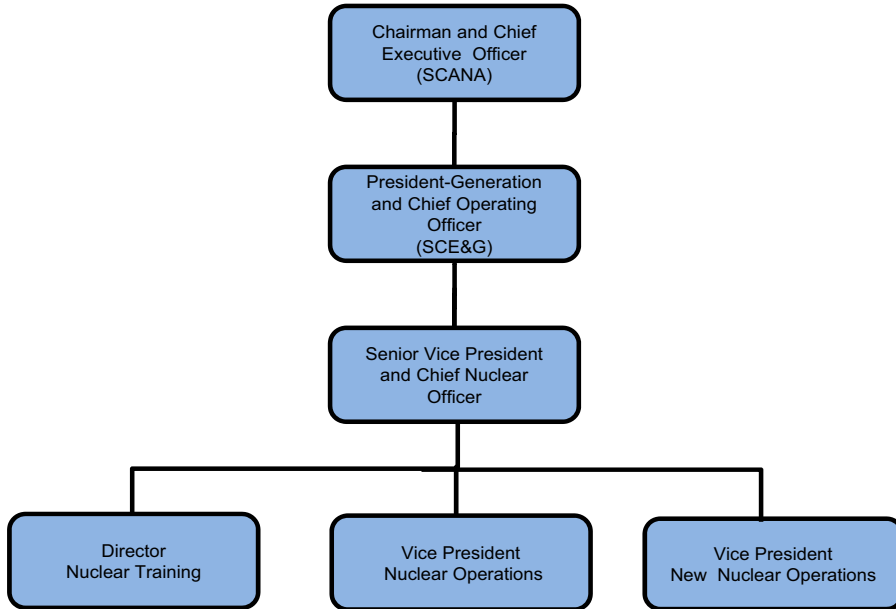 Chairman and Chief
Executive Officer
(SCANA)
President-Generation
and Chief Operating
Officer
(SCE&G)
Senior Vice President
and Chief Nuclear
Officer
Director
Nuclear Training
Vice President
Nuclear Operations
Vice President
New Nuclear Operations